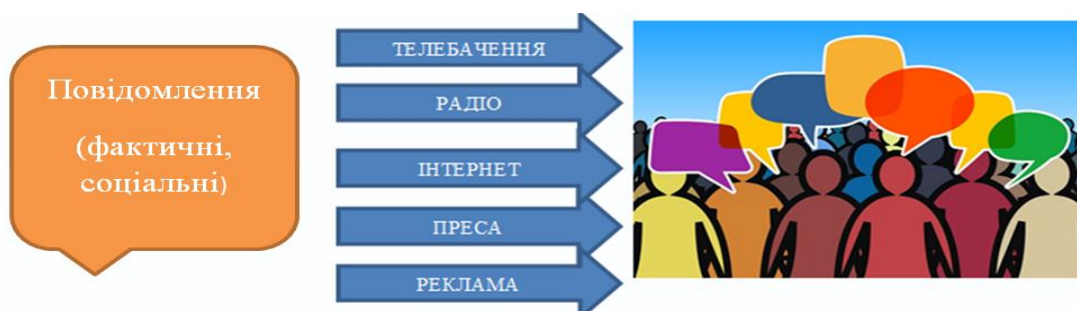 Повідомлення
(фактичні,
соціальні)
ТЕЛЕБАЧЕННЯ
РАДІО
ІНТЕРНЕТ
ПРЕСА
РЕКЛАМА